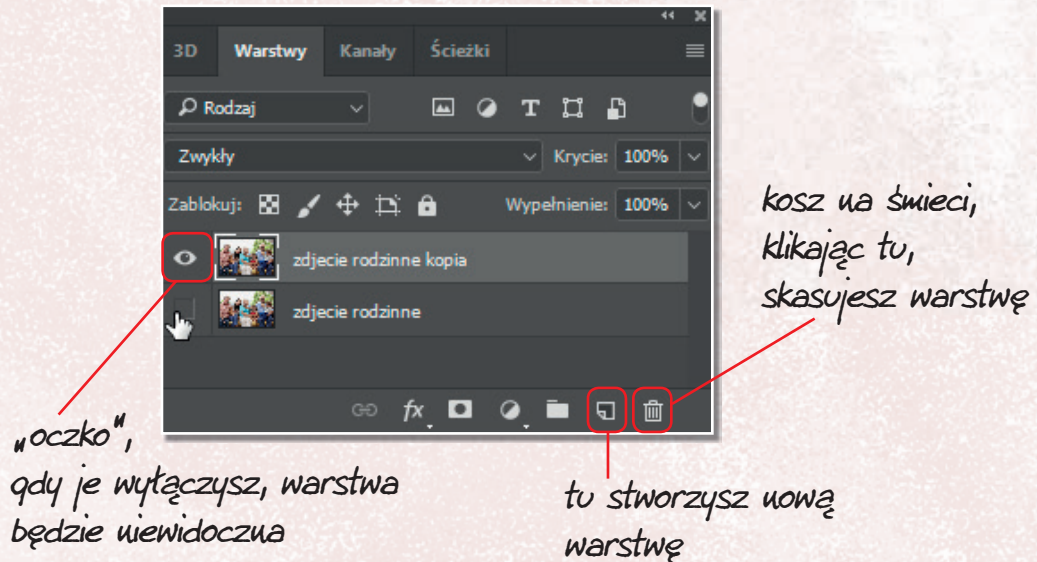 3D Warstwy Kanały Ścieżki
Rodzaj
Zwykły Krycie: 100%
Zablokuj: Wypełnienie: 100%
zdjecie rodzinne kopia
zdjecie rodzinne
fx
kosz na śmieci,
klikając tu,
skasujesz warstwę
„oczko”,
gdy je wyłączysz, warstwa
będzie niewidoczna
tu stworzysz nową
warstwę